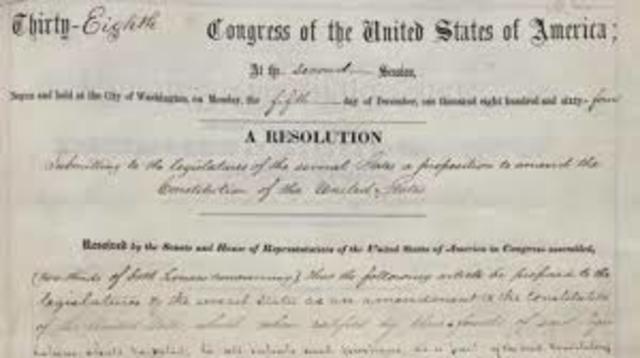 Thirty-Eighth Congress of the United States of America;
At the second Session,
Begun and held at the City of Washington, on Monday, the fifth day of December, one thousand eight hundred and sixty-four
A RESOLUTION
Submitting to the legislatures of the several States a proposition to amend the
Constitution of the United States
Resolved by the Senate and House of Representatives of the United States of America in Congress assembled,
(two thirds of both houses concurring,) that the following article be proposed to the
legislatures of the several States as an amendment to the Constitution
of the United States, which when ratified by three-fourths of said